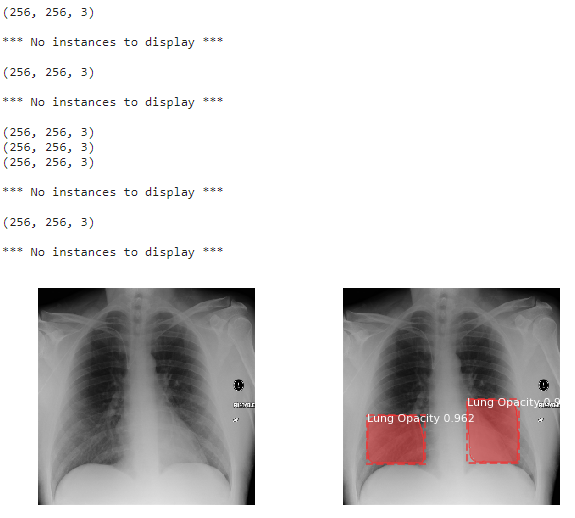 (256, 256, 3)
*** No instances to display ***
(256, 256, 3)
*** No instances to display ***
(256, 256, 3)
(256, 256, 3)
(256, 256, 3)
*** No instances to display ***
(256, 256, 3)
*** No instances to display ***
Lung Opacity 0.9
Lung Opacity 0.962